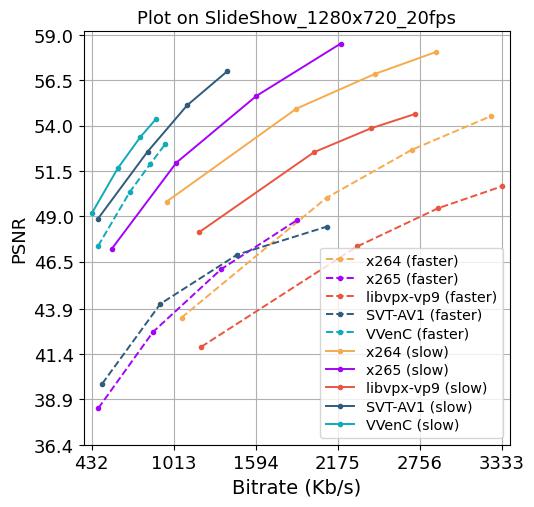 Plot on SlideShow_1280x720_20fps
59.0
56.5
54.0
51.5
49.0
46.5
43.9
41.4
38.9
36.4
PSNR
x264 (faster)
x265 (faster)
libvpx-vp9 (faster)
SVT-AV1 (faster)
VVenC (faster)
x264 (slow)
x265 (slow)
libvpx-vp9 (slow)
SVT-AV1 (slow)
VVenC (slow)
432 1013 1594 2175 2756 3333
Bitrate (Kb/s)